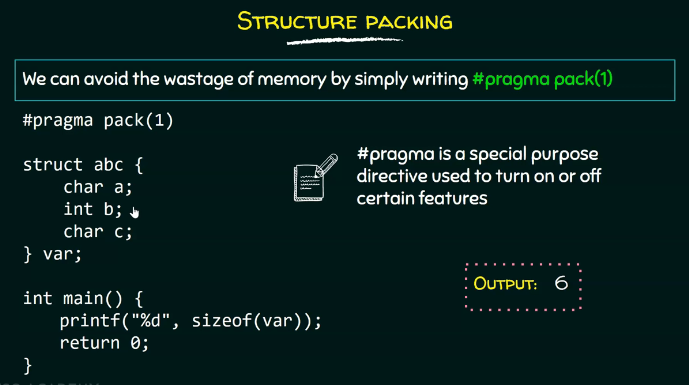 STRUCTURE PACKING
We can avoid the wastage of memory by simply writing #pragma pack(1)
#pragma pack(1)
struct abc {
    char a;
    int b;
    char c;
} var;
int main() {
    printf("%d", sizeof(var));
    return 0;
}
#pragma is a special purpose
directive used to turn on or off
certain features
OUTPUT: 6